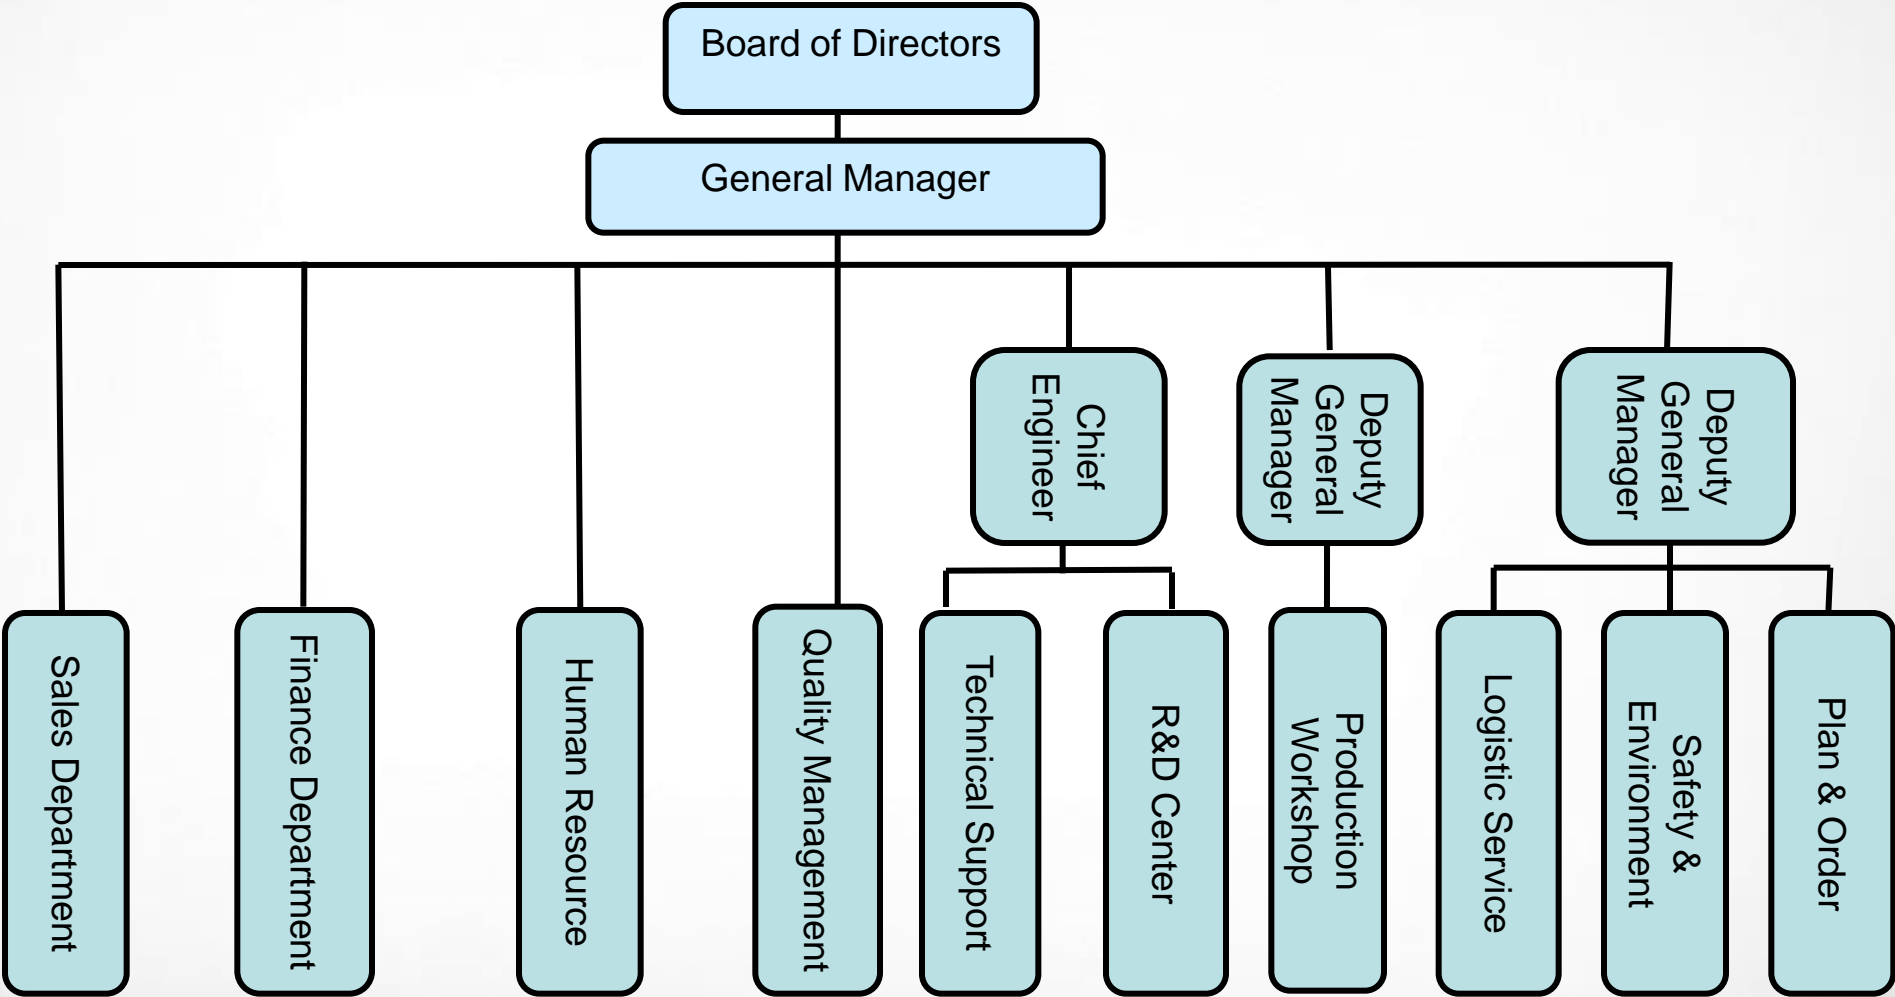 Board of Directors
General Manager
Chief
Engineer
Deputy
General
Manager
Deputy
General
Manager
Sales Department
Finance Department
Human Resource
Quality Management
Technical Support
R&D Center
Production
Workshop
Logistic Service
Safety &
Environment
Plan & Order